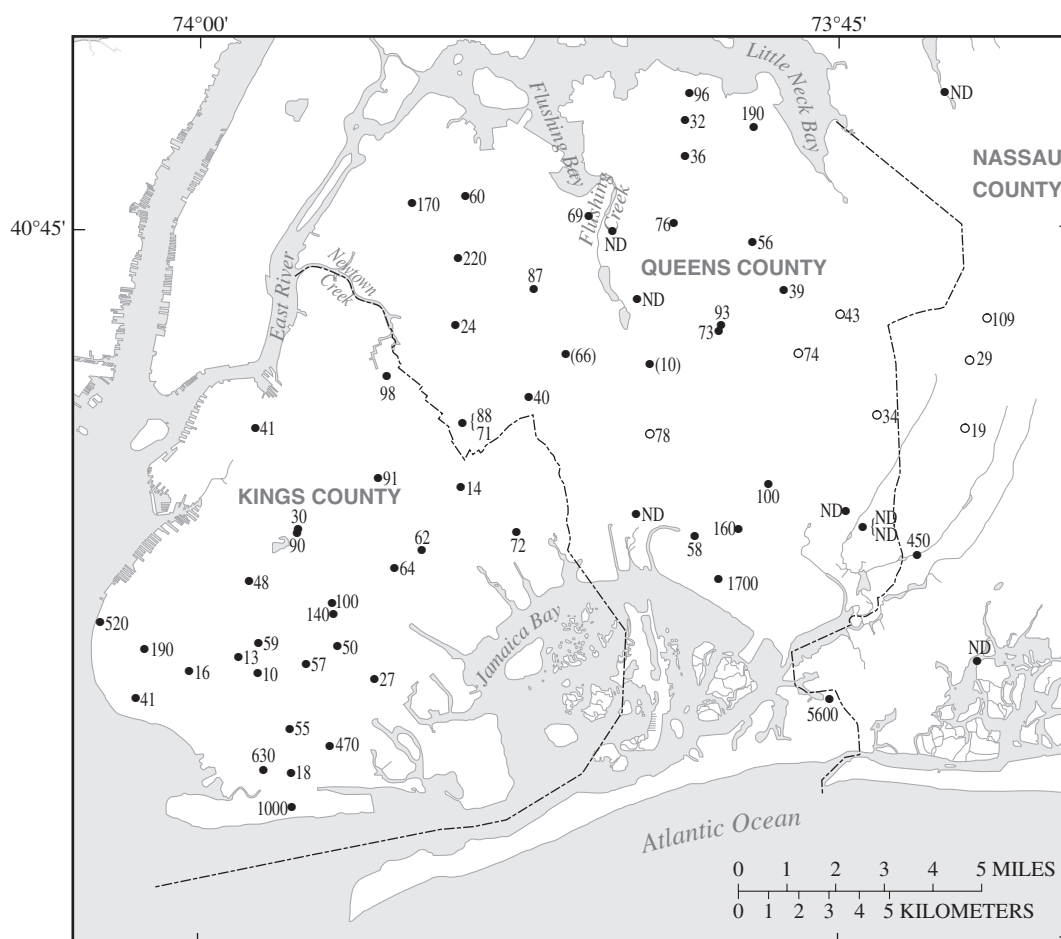 74°00'
73°45'
Little Neck Bay
96
ND
32
190
Flushing Bay
36
NASSAU
COUNTY
60
170
Flushing
Creek
69
76
40°45'
ND
56
220
Newtown
Creek
QUEENS COUNTY
87
39
ND
East River
43
109
93
24
73
(66)
74
29
(10)
98
40
88
71
34
41
78
19
91
14
100
KINGS COUNTY
ND
ND
ND
ND
30
90
160
72
58
62
450
64
48
1700
100
140
520
Jamaica Bay
59
50
190
13
57
ND
16
10
27
41
5600
55
470
630
18
1000
Atlantic Ocean
0 1 2 3 4 5 MILES
0 1 2 3 4 5 KILOMETERS